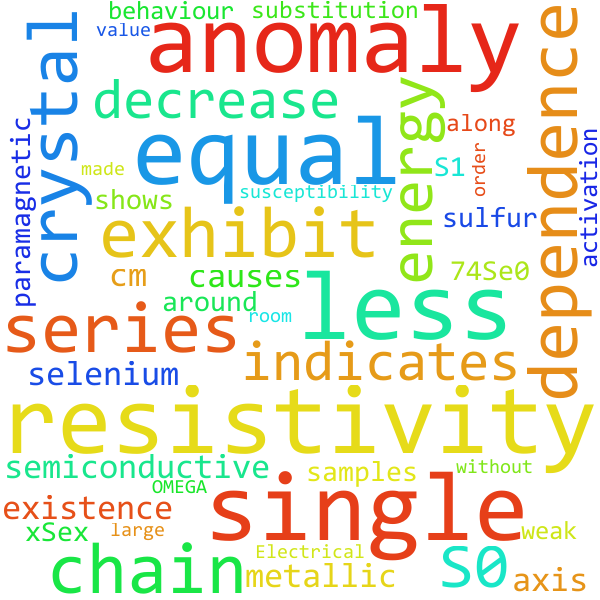 behaviour substitution
value
anomaly
dependence
crystal
decrease
energy
along
paramagnetic
equal
order
activation
made
S1
shows
susceptibility
sulfur
exhibit
cm
causes
74Se0
around
less
room
series
indicates
selenium
resistivity
semiconductive
samples
without
OMEGA
single
existence
xSex
large
weak
chain
Electrical
S0
metallic
axis